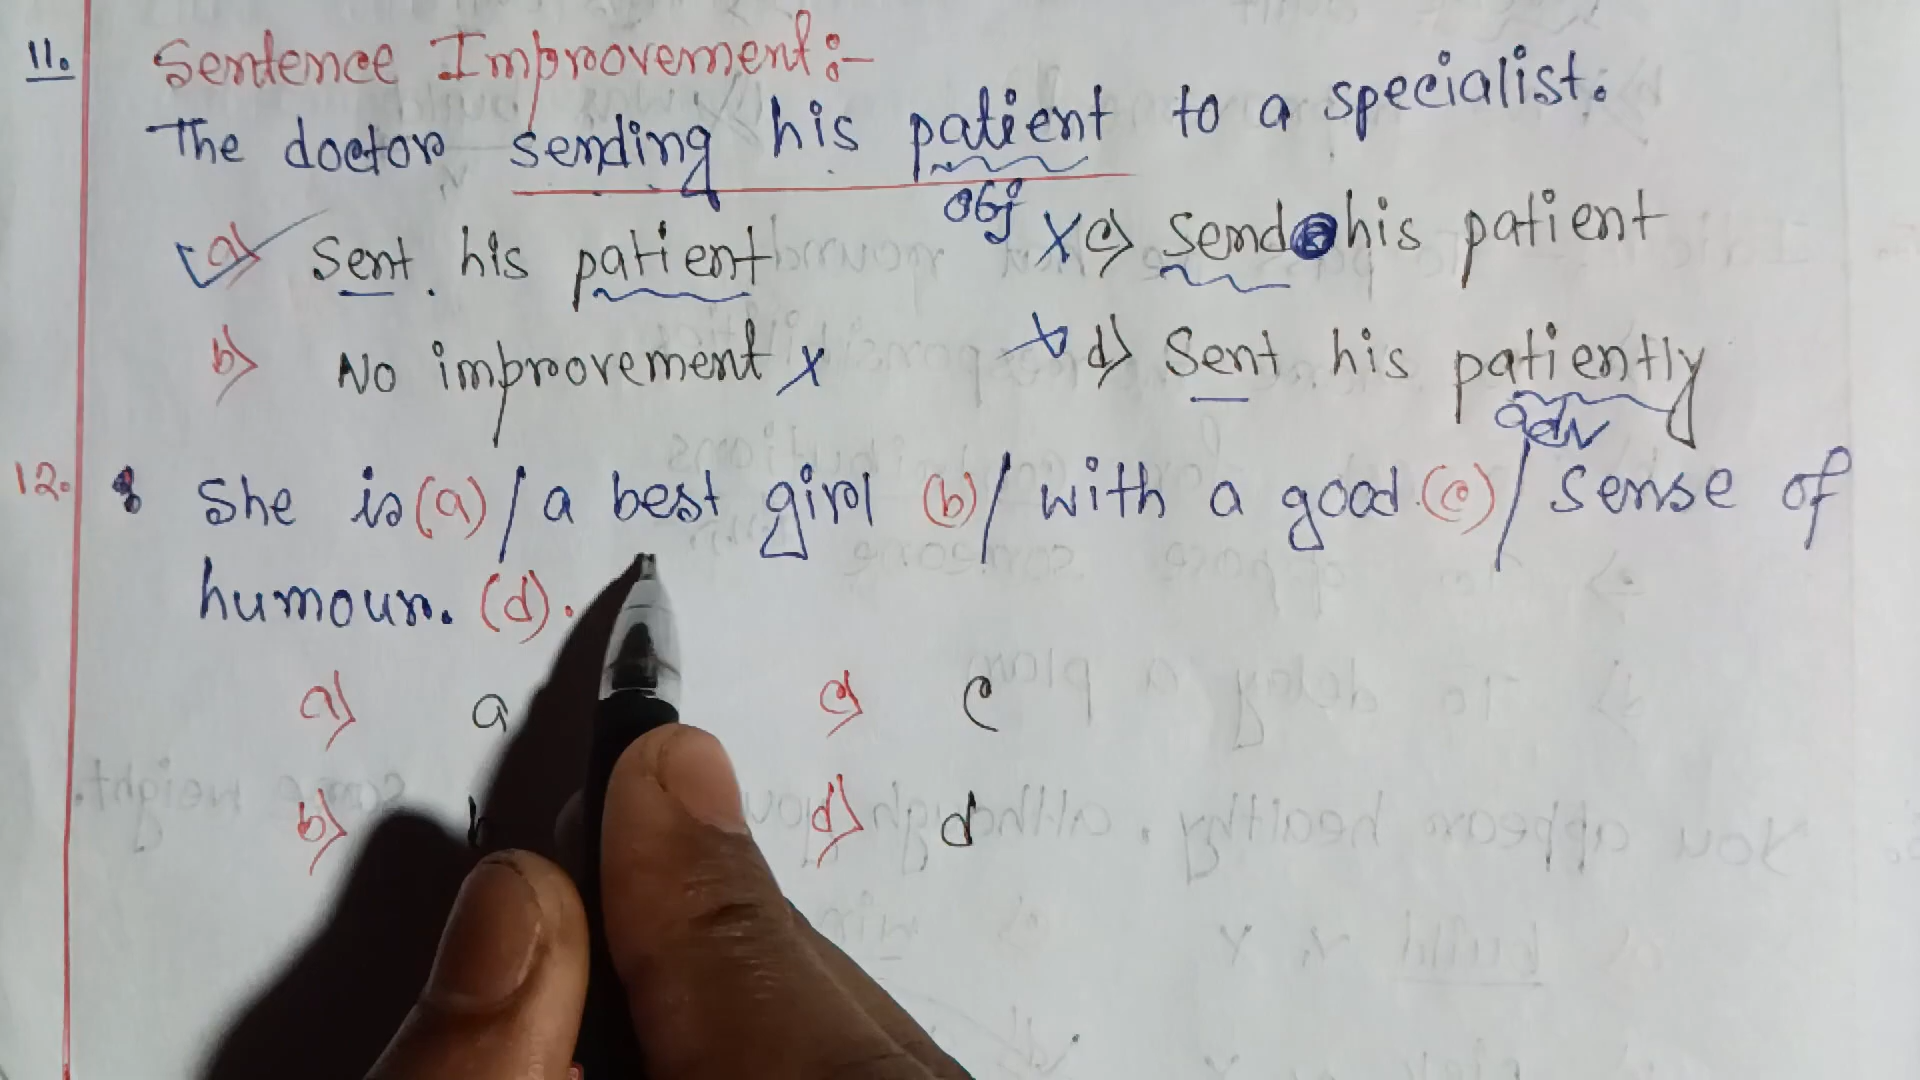 11. Sentence Improvement:-
The doctor sending his patient to a specialist.
obj
a) Sent his patient X c) send his patient
b) No improvement X X d) Sent his patiently
adv
12. She is (a) / a best girl (b) / with a good (c) / sense of
humour. (d).
a) a c) c
b) d) d